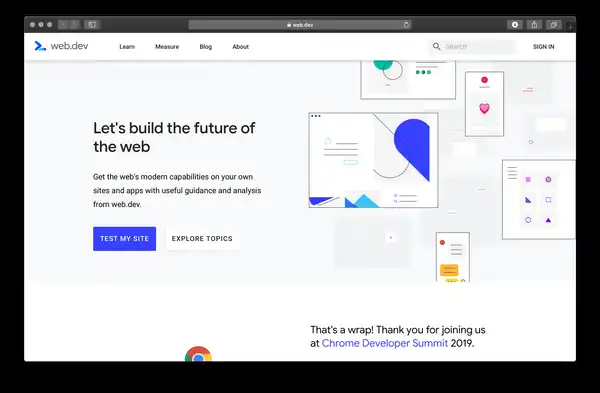 web.dev
web.dev
Learn
Measure
Blog
About
Search
SIGN IN
Let's build the future of
the web
Get the web's modern capabilities on your own
sites and apps with useful guidance and analysis
from web.dev.
TEST MY SITE
EXPLORE TOPICS
That's a wrap! Thank you for joining us
at Chrome Developer Summit 2019.